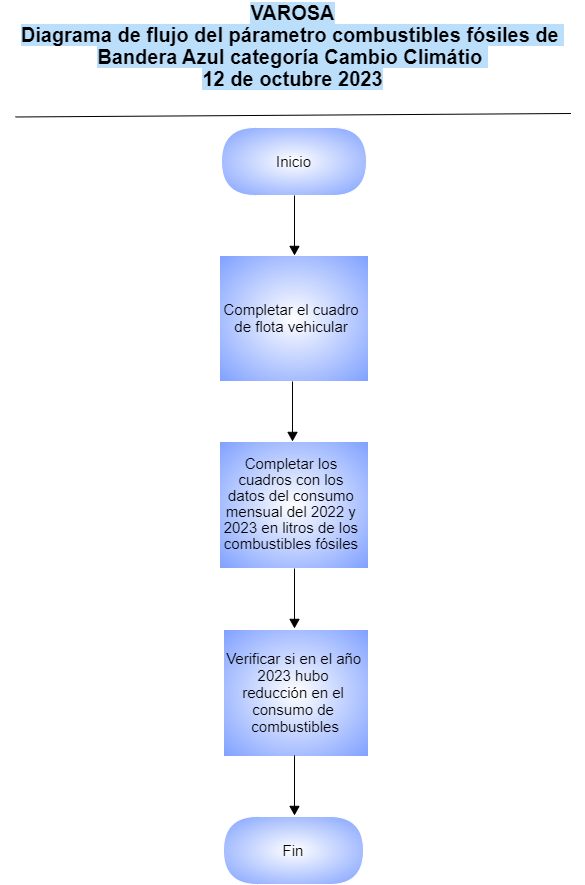 VAROSA
Diagrama de flujo del párametro combustibles fósiles de
Bandera Azul categoría Cambio Climátio
12 de octubre 2023
Inicio
Completar el cuadro
de flota vehicular
Completar los
cuadros con los
datos del consumo
mensual del 2022 y
2023 en litros de los
combustibles fósiles
Verificar si en el año
2023 hubo
reducción en el
consumo de
combustibles
Fin